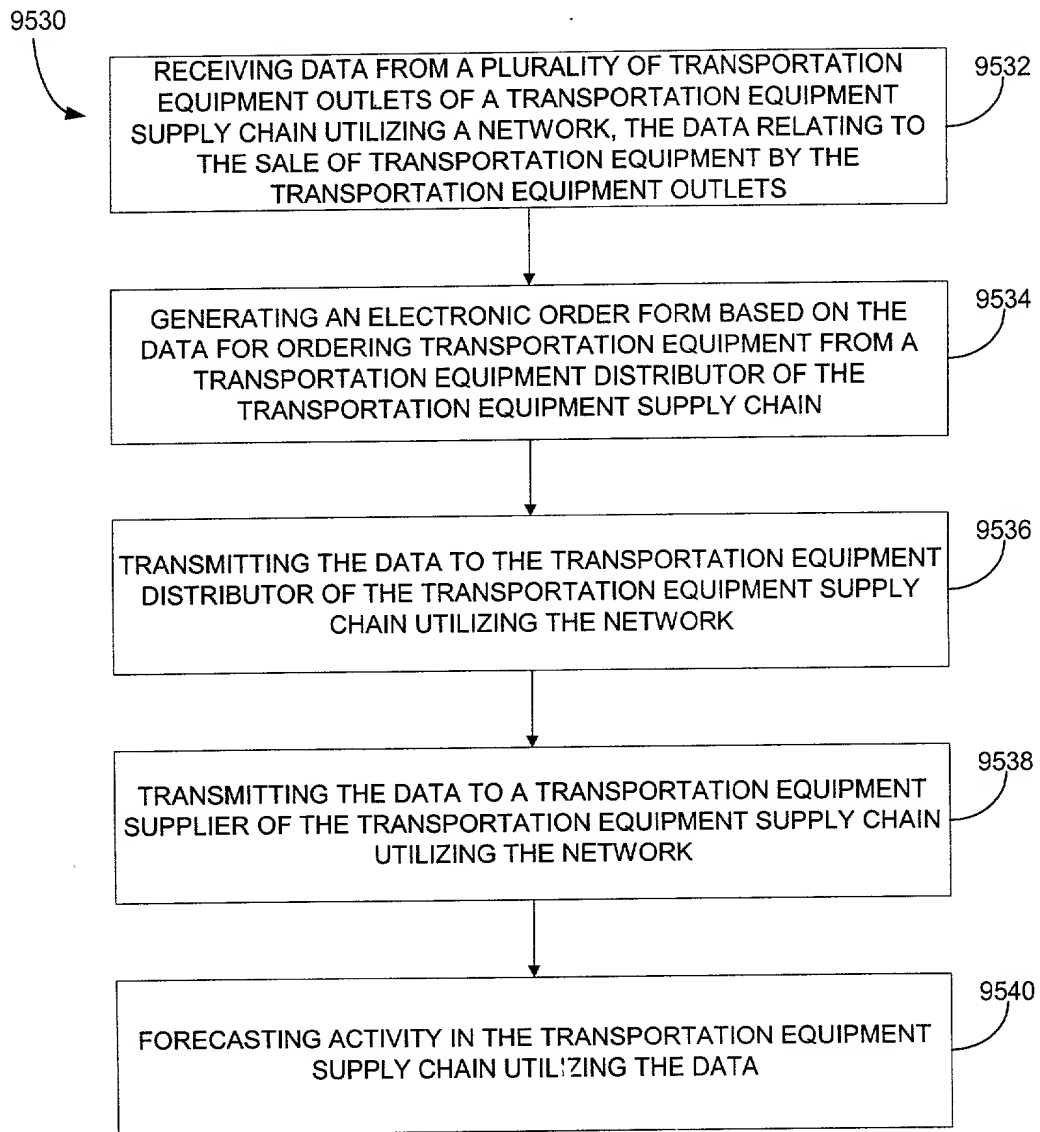 9530
RECEIVING DATA FROM A PLURALITY OF TRANSPORTATION
EQUIPMENT OUTLETS OF A TRANSPORTATION EQUIPMENT
SUPPLY CHAIN UTILIZING A NETWORK, THE DATA RELATING TO
THE SALE OF TRANSPORTATION EQUIPMENT BY THE
TRANSPORTATION EQUIPMENT OUTLETS
9532
GENERATING AN ELECTRONIC ORDER FORM BASED ON THE
DATA FOR ORDERING TRANSPORTATION EQUIPMENT FROM A
TRANSPORTATION EQUIPMENT DISTRIBUTOR OF THE
TRANSPORTATION EQUIPMENT SUPPLY CHAIN
9534
TRANSMITTING THE DATA TO THE TRANSPORTATION EQUIPMENT
DISTRIBUTOR OF THE TRANSPORTATION EQUIPMENT SUPPLY
CHAIN UTILIZING THE NETWORK
9536
TRANSMITTING THE DATA TO A TRANSPORTATION EQUIPMENT
SUPPLIER OF THE TRANSPORTATION EQUIPMENT SUPPLY CHAIN
UTILIZING THE NETWORK
9538
FORECASTING ACTIVITY IN THE TRANSPORTATION EQUIPMENT
SUPPLY CHAIN UTILIZING THE DATA
9540